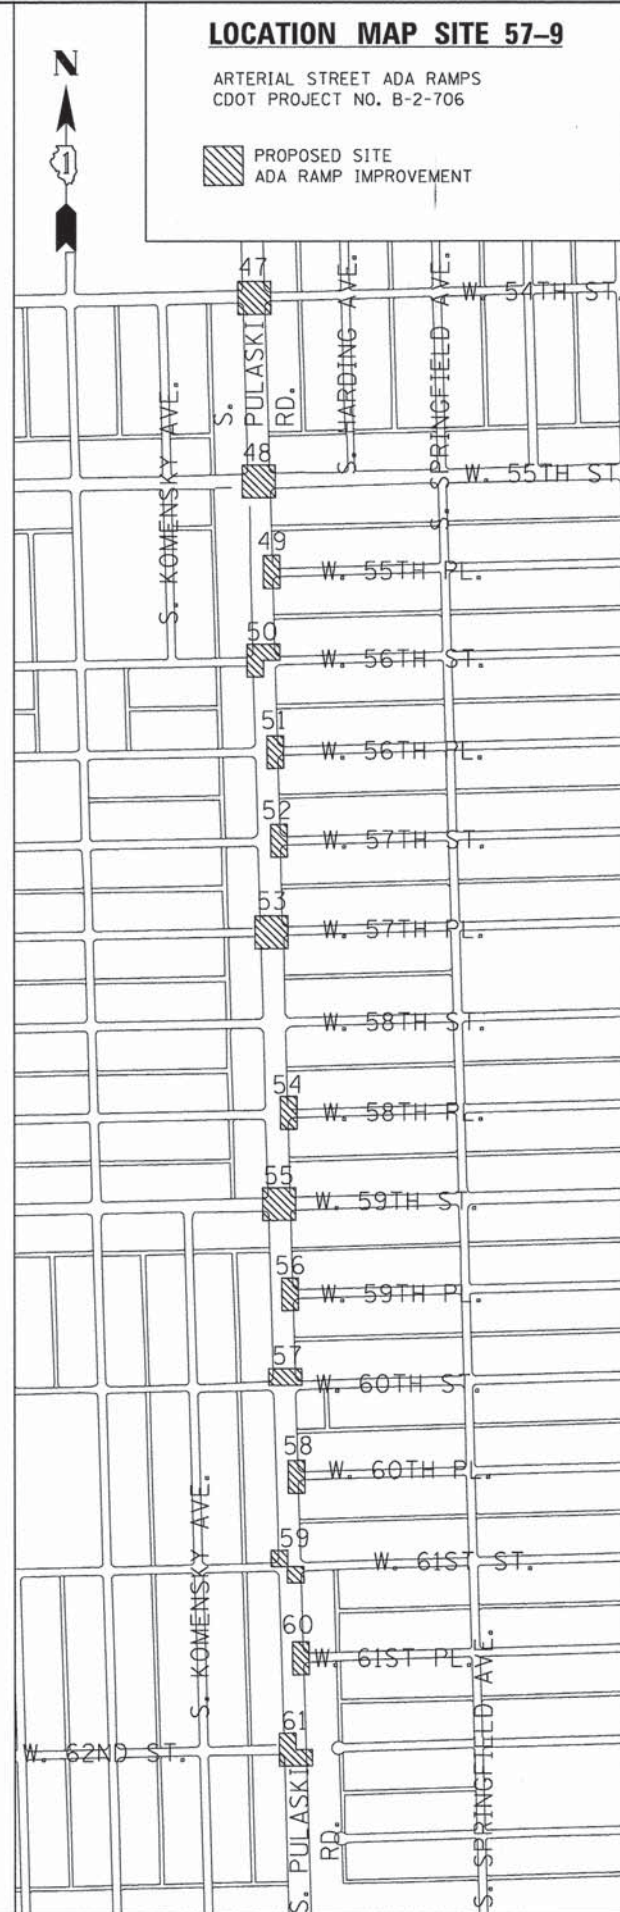 LOCATION MAP SITE 57–9
ARTERIAL STREET ADA RAMPS
CDOT PROJECT NO. B-2-706
PROPOSED SITE
ADA RAMP IMPROVEMENT
N
1
47
W. 54TH ST.
S. KOMENSKY AVE.
S. PULASKI RD.
S. HARDING AVE.
S. SPRINGFIELD AVE.
48
W. 55TH ST
49
W. 55TH PL.
50
W. 56TH ST.
51
W. 56TH PL.
52
W. 57TH ST.
53
W. 57TH PL.
W. 58TH ST.
54
W. 58TH PL.
55
W. 59TH ST.
56
W. 59TH PL.
57
W. 60TH ST.
58
W. 60TH PL.
59
W. 61ST ST.
S. KOMENSKY AVE.
60
W. 61ST PL.
61
W. 62ND ST.
S. PULASKI RD.
S. SPRINGFIELD AVE.